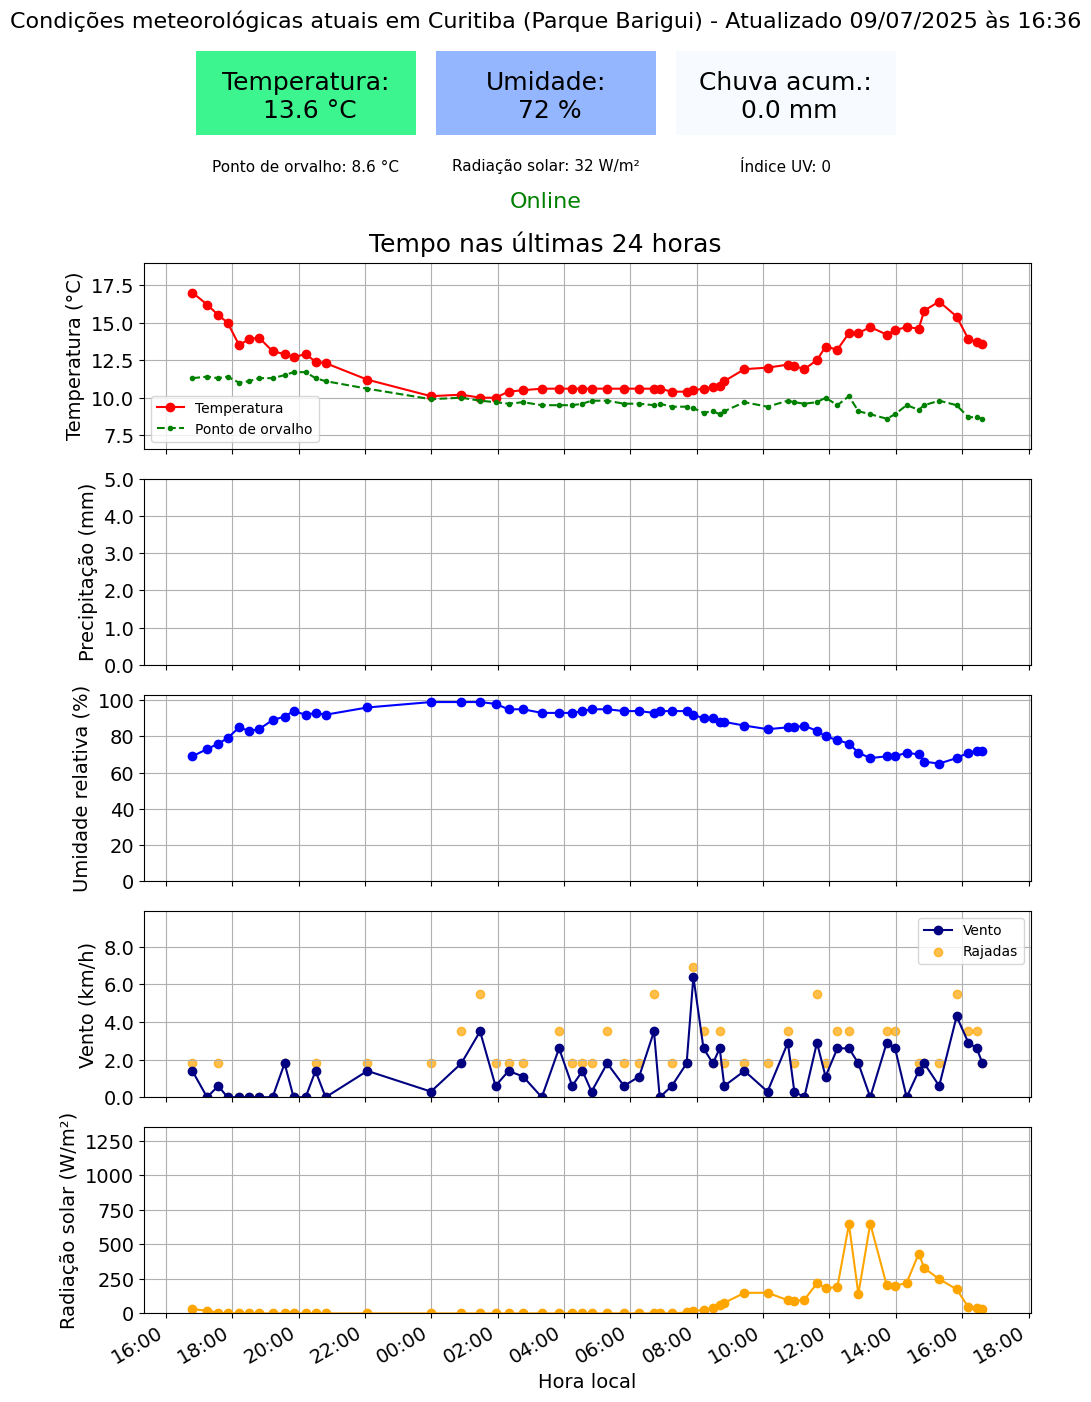 Condições meteorológicas atuais em Curitiba (Parque Barigui) - Atualizado 09/07/2025 às 16:36
Temperatura:
13.6 °C
Umidade:
72 %
Chuva acum.:
0.0 mm
Ponto de orvalho: 8.6 °C
Radiação solar: 32 W/m²
Índice UV: 0
Online
Tempo nas últimas 24 horas
Temperatura (°C)
17.5
15.0
12.5
10.0
7.5
Temperatura
Ponto de orvalho
Precipitação (mm)
5.0
4.0
3.0
2.0
1.0
0.0
Umidade relativa (%)
100
80
60
40
20
0
Vento (km/h)
8.0
6.0
4.0
2.0
0.0
Vento
Rajadas
Radiação solar (W/m²)
1250
1000
750
500
250
0
16:00
18:00
20:00
22:00
00:00
02:00
04:00
06:00
08:00
10:00
12:00
14:00
16:00
18:00
Hora local